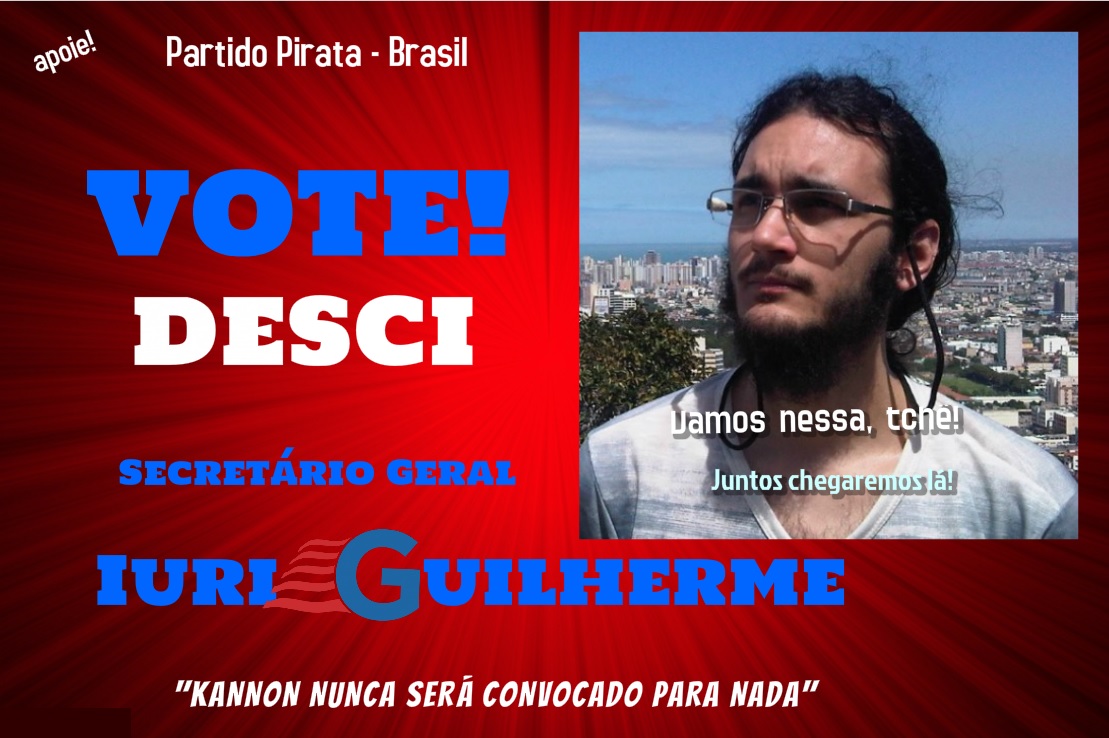 apoie!
Partido Pirata - Brasil
VOTE!
DESCI
Secretário Geral
Iuri Guilherme
Vamos nessa, tchê!
Juntos chegaremos lá!
"KANNON NUNCA SERÁ CONVOCADO PARA NADA"